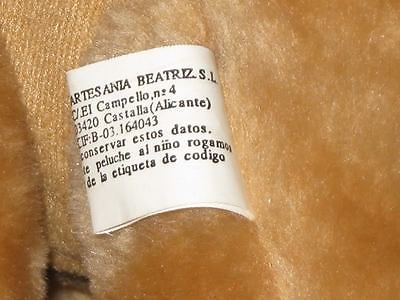 ARTESANIA BEATRIZ.S.L.
C/.El Campello,nº4
03420 Castalla(Alicante)
CIF:B-03.164043
conservar estos datos.
te peluche al niño rogamos
de la etiqueta de codigo